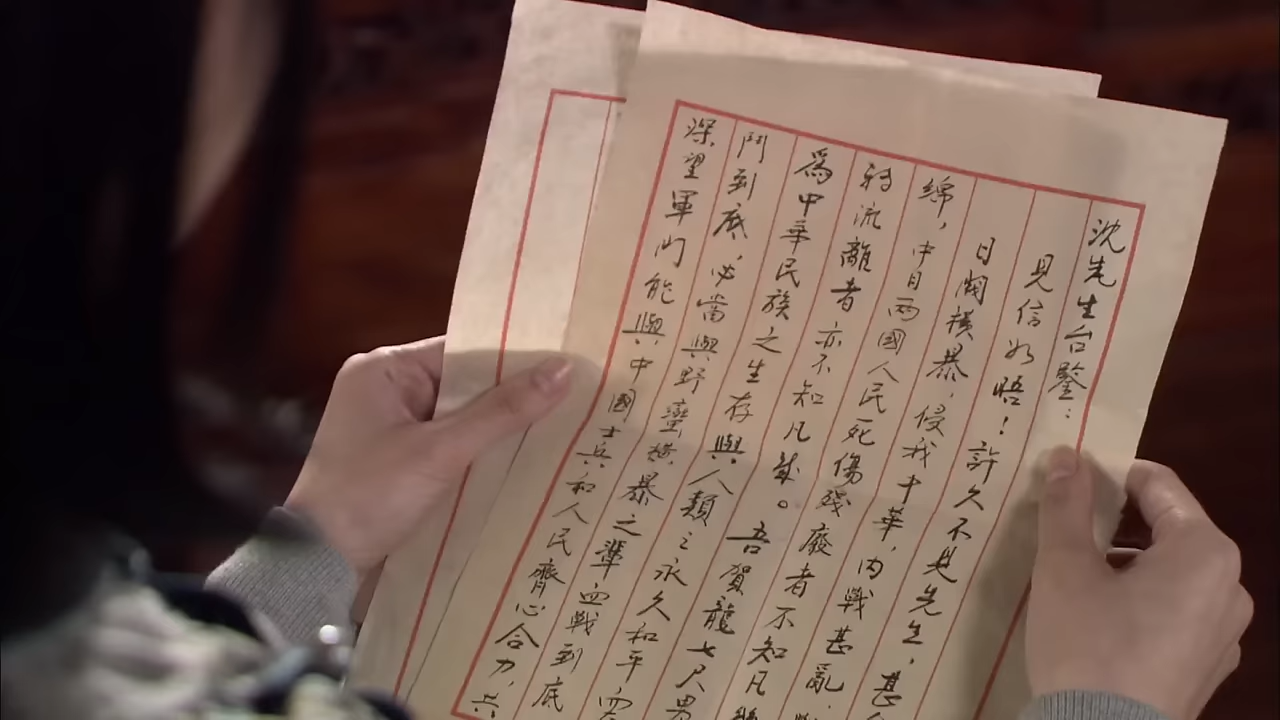 沈先生台鑒：
見信如晤！許久不見先生，甚
日閥橫暴，侵我中華，內戰甚亂，
綿，中日兩國人民死傷殘廢者不知凡幾
轉流離者亦不知凡幾。吾賀龍七尺男
為中華民族之生存與人類之永久和平而
鬥到底，必當與野蠻橫暴之輩血戰到底
深望軍門能與中國士兵和人民齊心合力，共